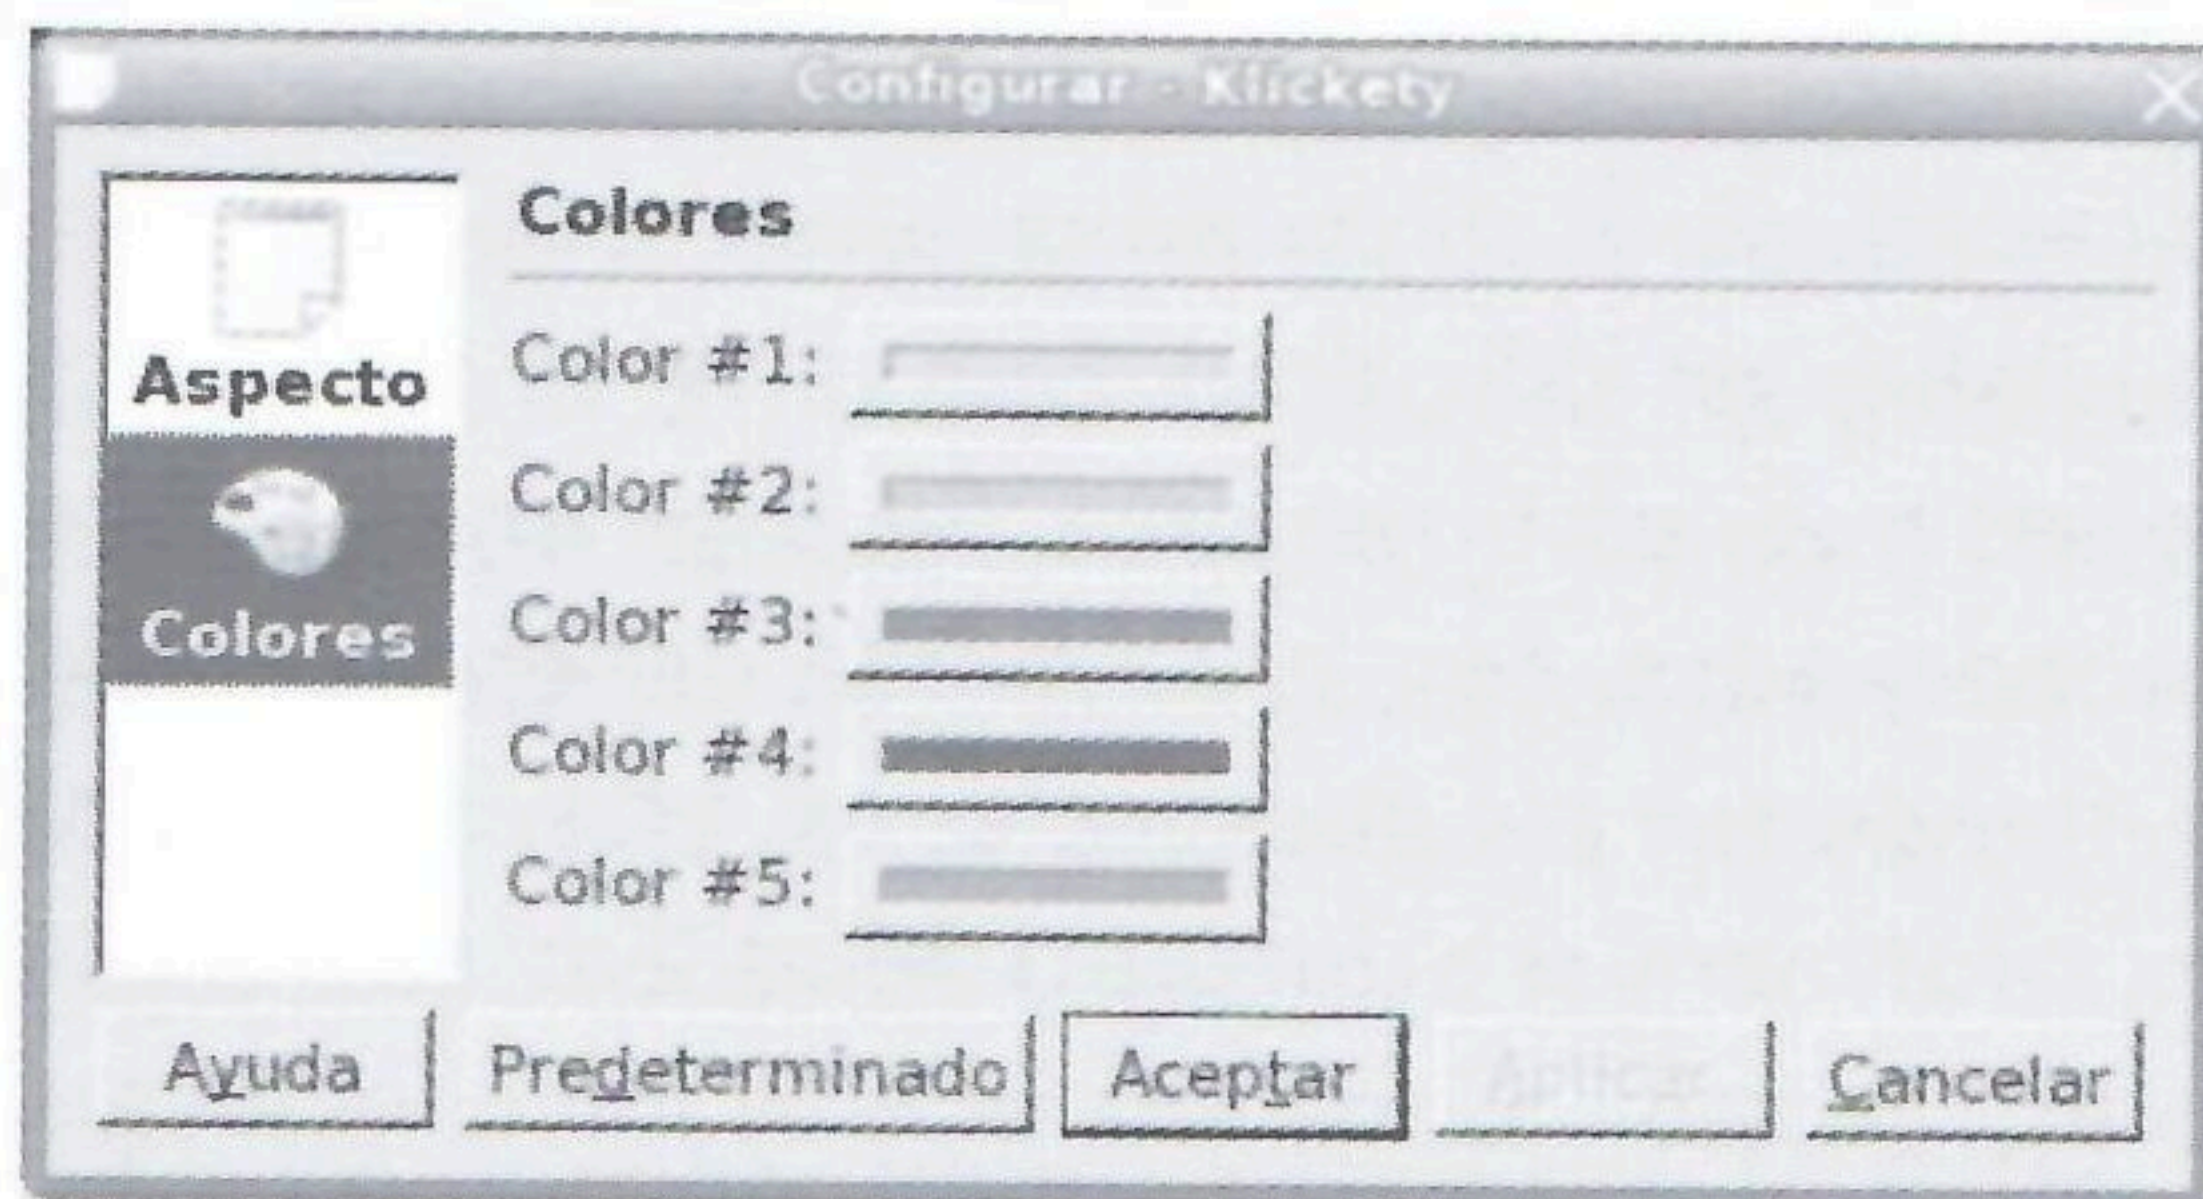 Configurar - Klickety
Aspecto
Colores
Colores
Color #1:
Color #2:
Color #3:
Color #4:
Color #5:
Ayuda Predeterminado Aceptar Aplicar Cancelar